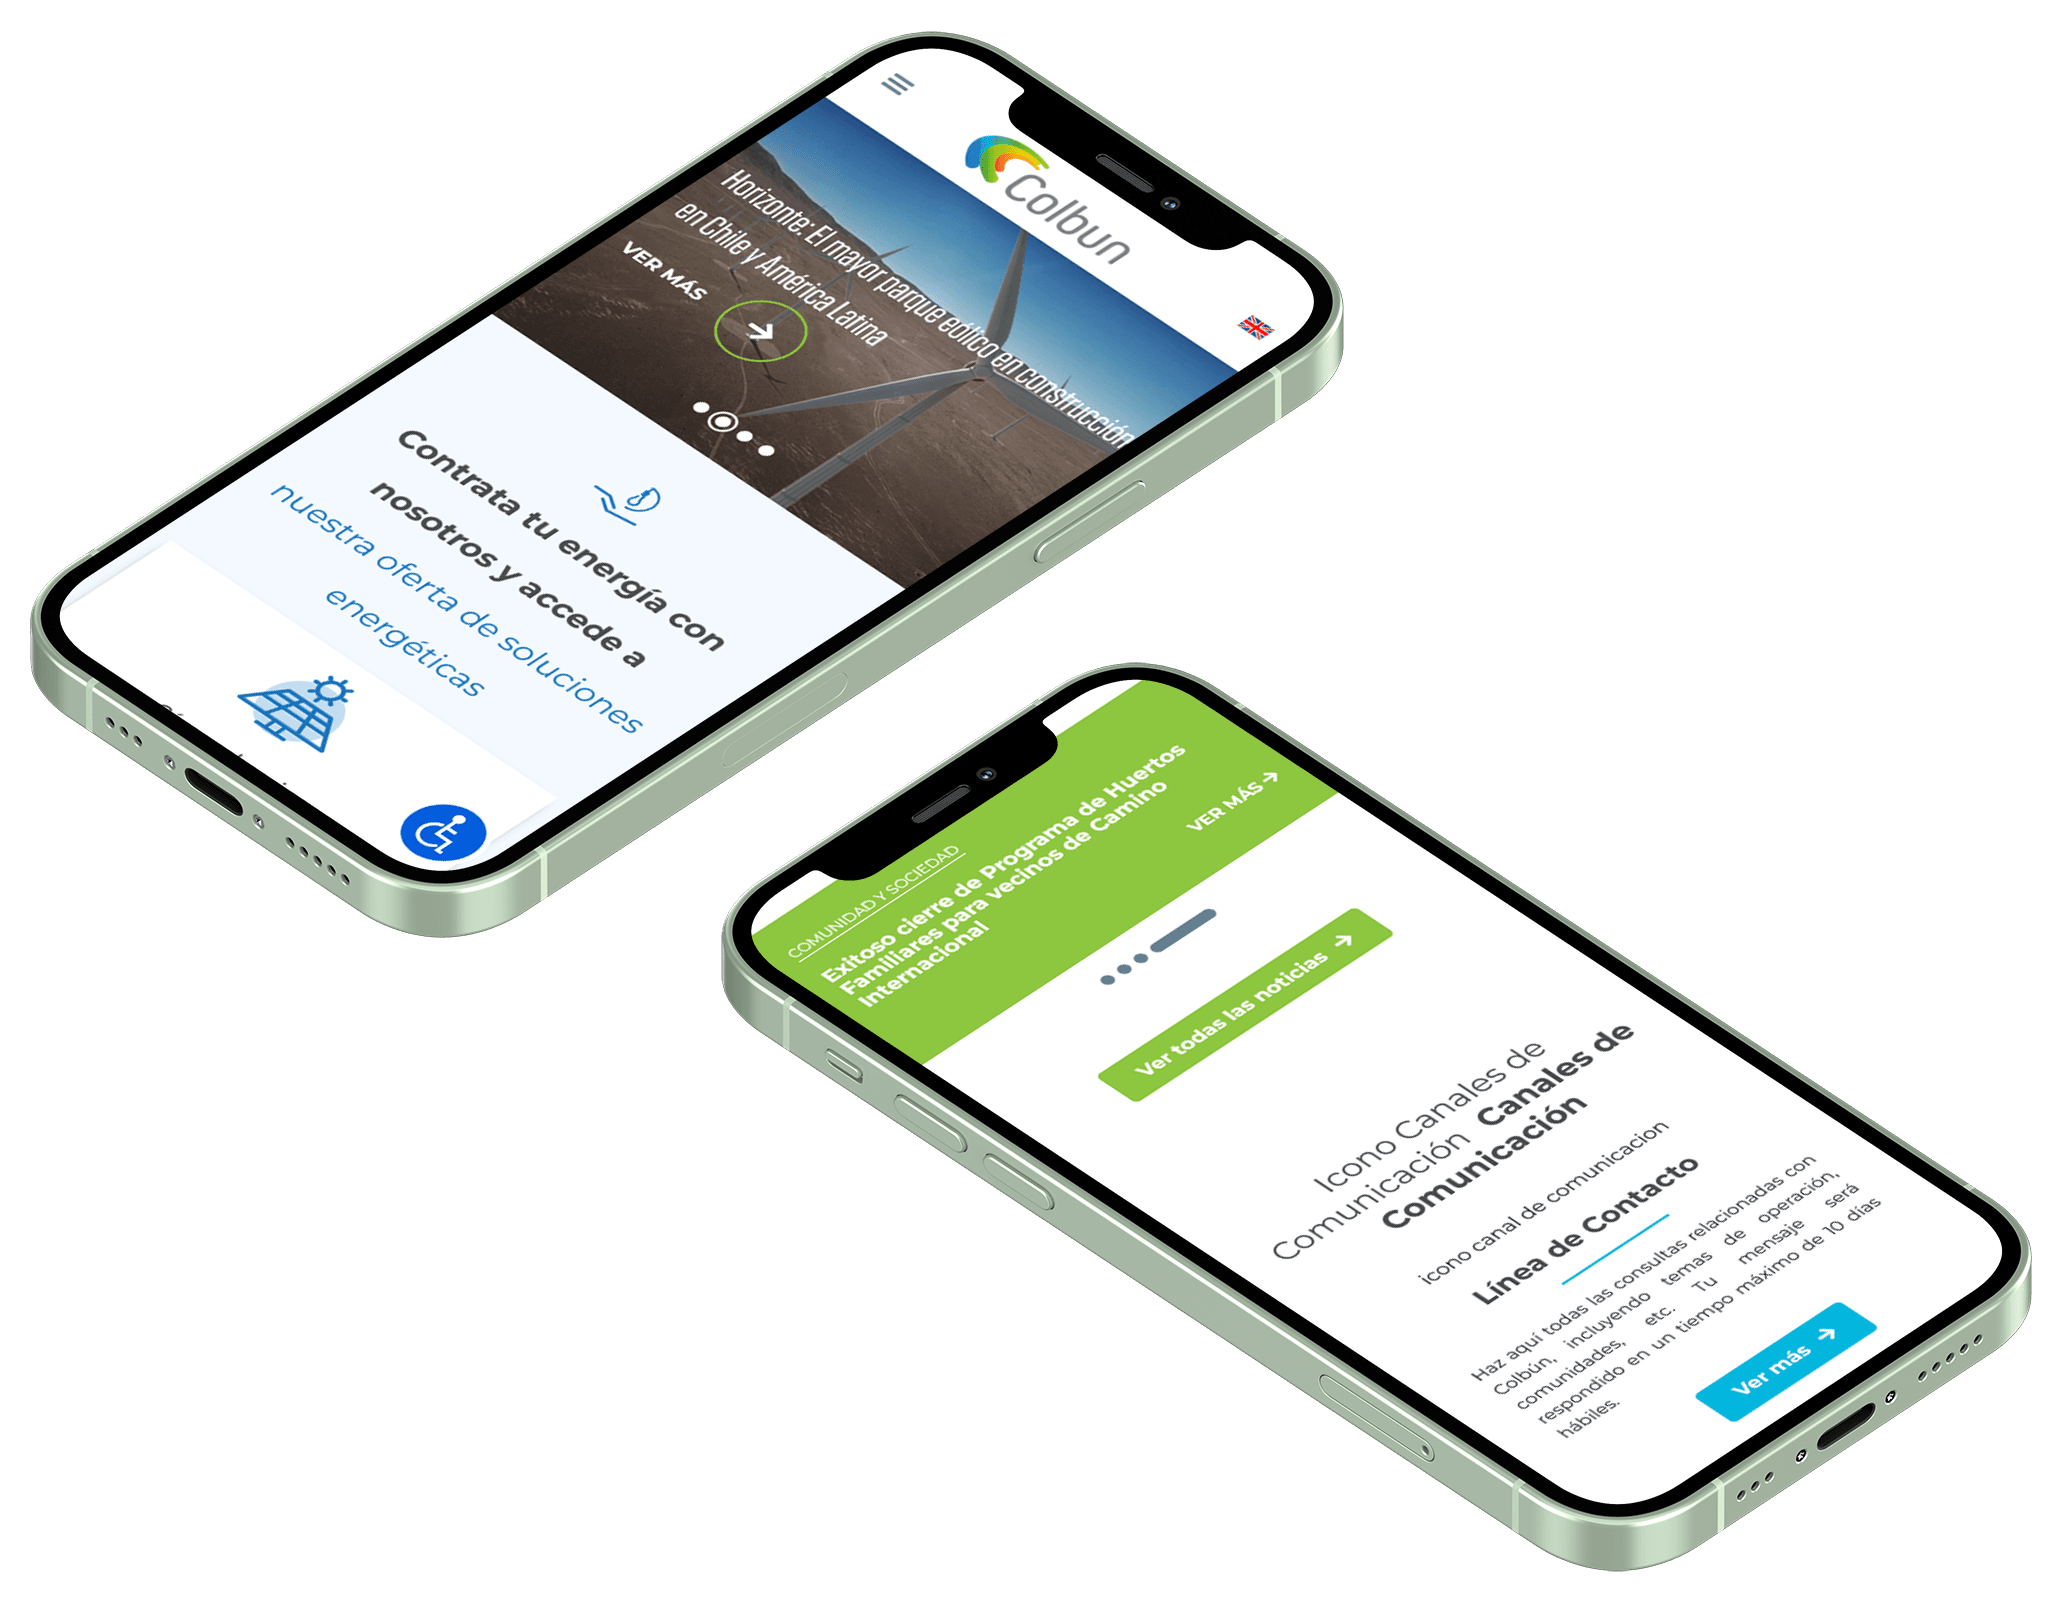 Colbun
Horizonte: El mayor parque eólico en construcción
en Chile y América Latina
VER MÁS
Contrata tu energía con
nosotros y accede a
nuestra oferta de soluciones
energéticas
COMUNIDAD Y SOCIEDAD
Exitoso cierre de Programa de Huertos
Familiares para vecinos de Camino
Internacional
VER MÁS
Ver todas las noticias
Icono Canales de
Comunicación Canales de
Comunicación
icono canal de comunicacion
Línea de Contacto
Haz aquí todas las consultas relacionadas con
Colbún, incluyendo temas de operación,
comunidades, etc. Tu mensaje será
respondido en un tiempo máximo de 10 días
hábiles.
Ver más